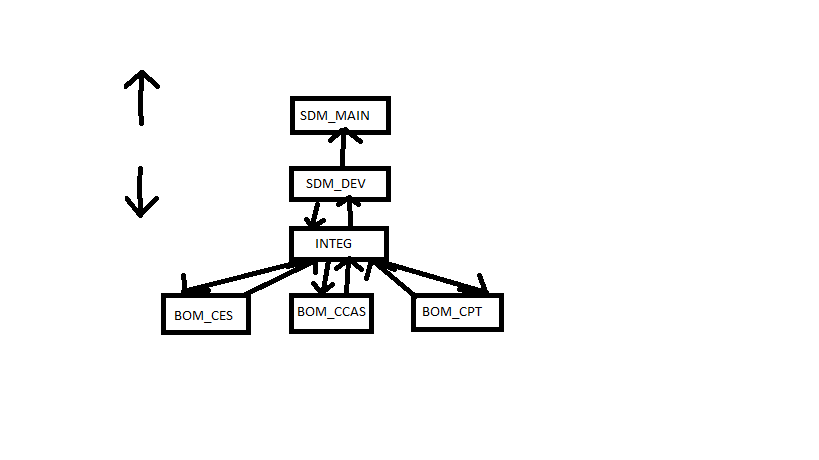 SDM_MAIN
SDM_DEV
INTEG
BOM_CES
BOM_CCAS
BOM_CPT